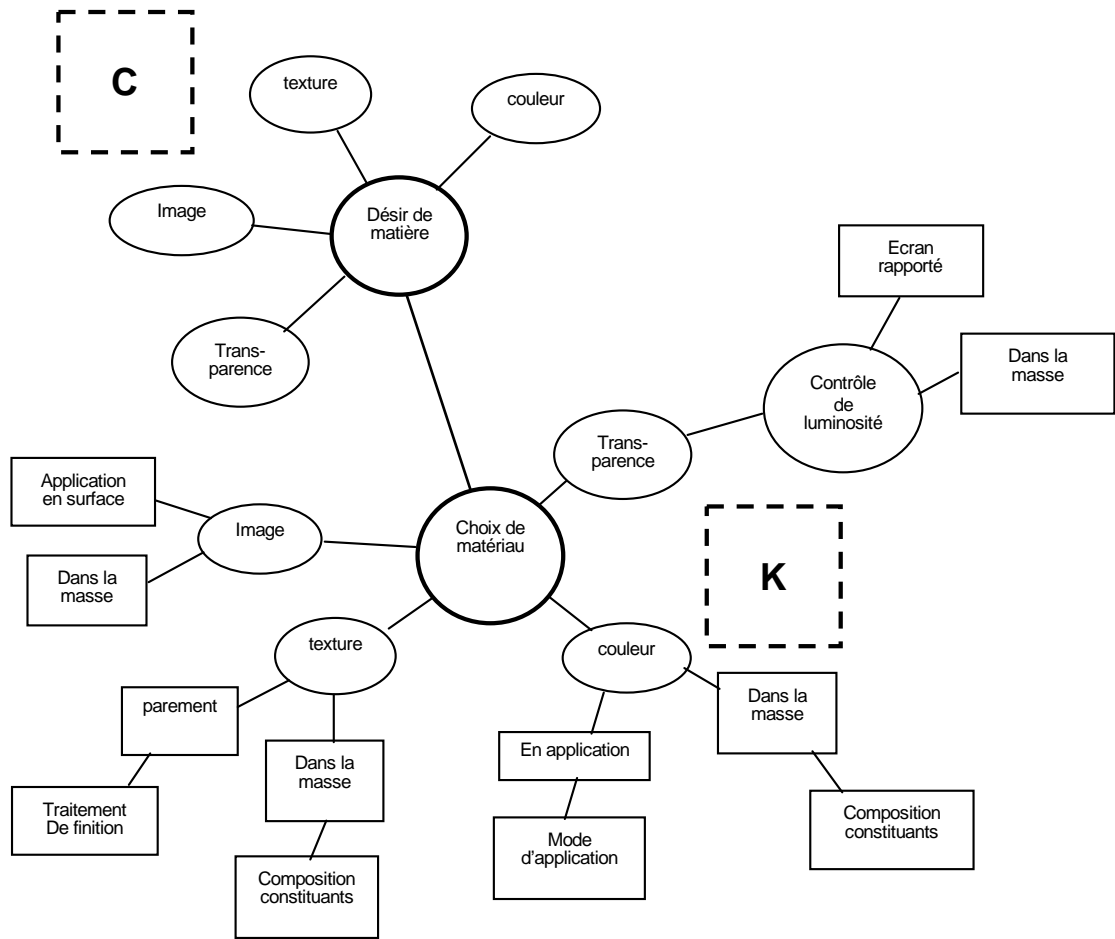 C
texture
couleur
Image
Désir de
matière
Trans-
parence
Ecran
rapporté
Dans la
masse
Contrôle
de
luminosité
Trans-
parence
Application
en surface
Image
Dans la
masse
Choix de
matériau
K
texture
couleur
parement
Dans la
masse
En application
Dans la
masse
Traitement
De finition
Composition
constituants
Mode
d'application
Composition
constituants